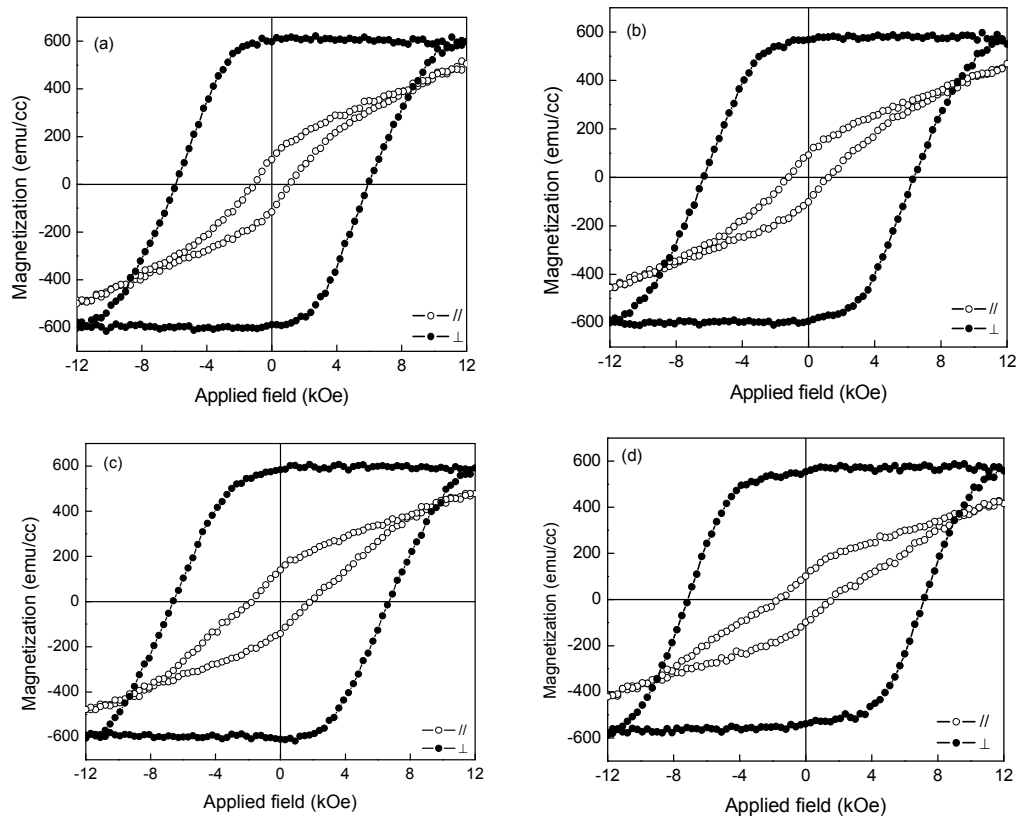 (a)
Magnetization (emu/cc)
600
400
200
0
-200
-400
-600
//
⊥
-12 -8 -4 0 4 8 12
Applied field (kOe)
(b)
Magnetization (emu/cc)
600
400
200
0
-200
-400
-600
//
⊥
-12 -8 -4 0 4 8 12
Applied field (kOe)
(c)
Magnetization (emu/cc)
600
400
200
0
-200
-400
-600
//
⊥
-12 -8 -4 0 4 8 12
Applied field (kOe)
(d)
Magnetization (emu/cc)
600
400
200
0
-200
-400
-600
//
⊥
-12 -8 -4 0 4 8 12
Applied field (kOe)